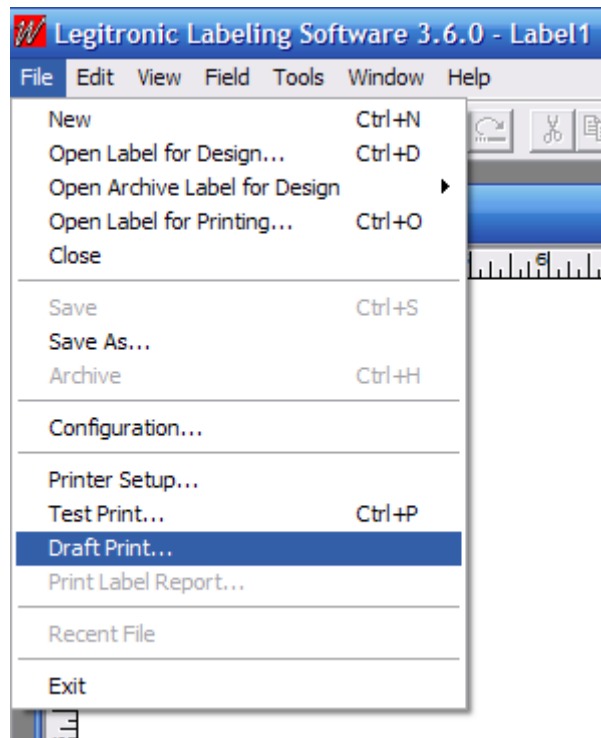 Legitronic Labeling Software 3.6.0 - Label1
File Edit View Field Tools Window Help
New Ctrl+N
Open Label for Design... Ctrl+D
Open Archive Label for Design
Open Label for Printing... Ctrl+O
Close
6
Save Ctrl+S
Save As...
Archive Ctrl+H
Configuration...
Printer Setup...
Test Print... Ctrl+P
Draft Print...
Print Label Report...
Recent File
Exit